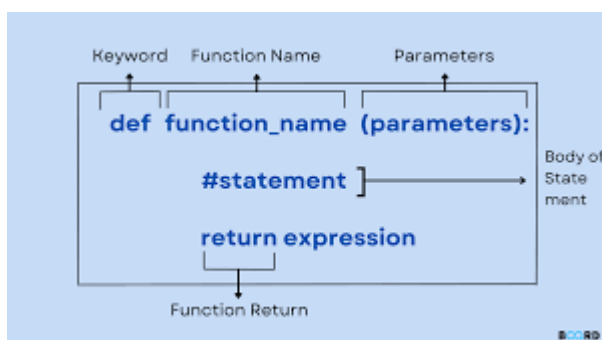 Keyword Function Name Parameters
def function_name (parameters):
#statement
Body of
State
ment
return expression
Function Return